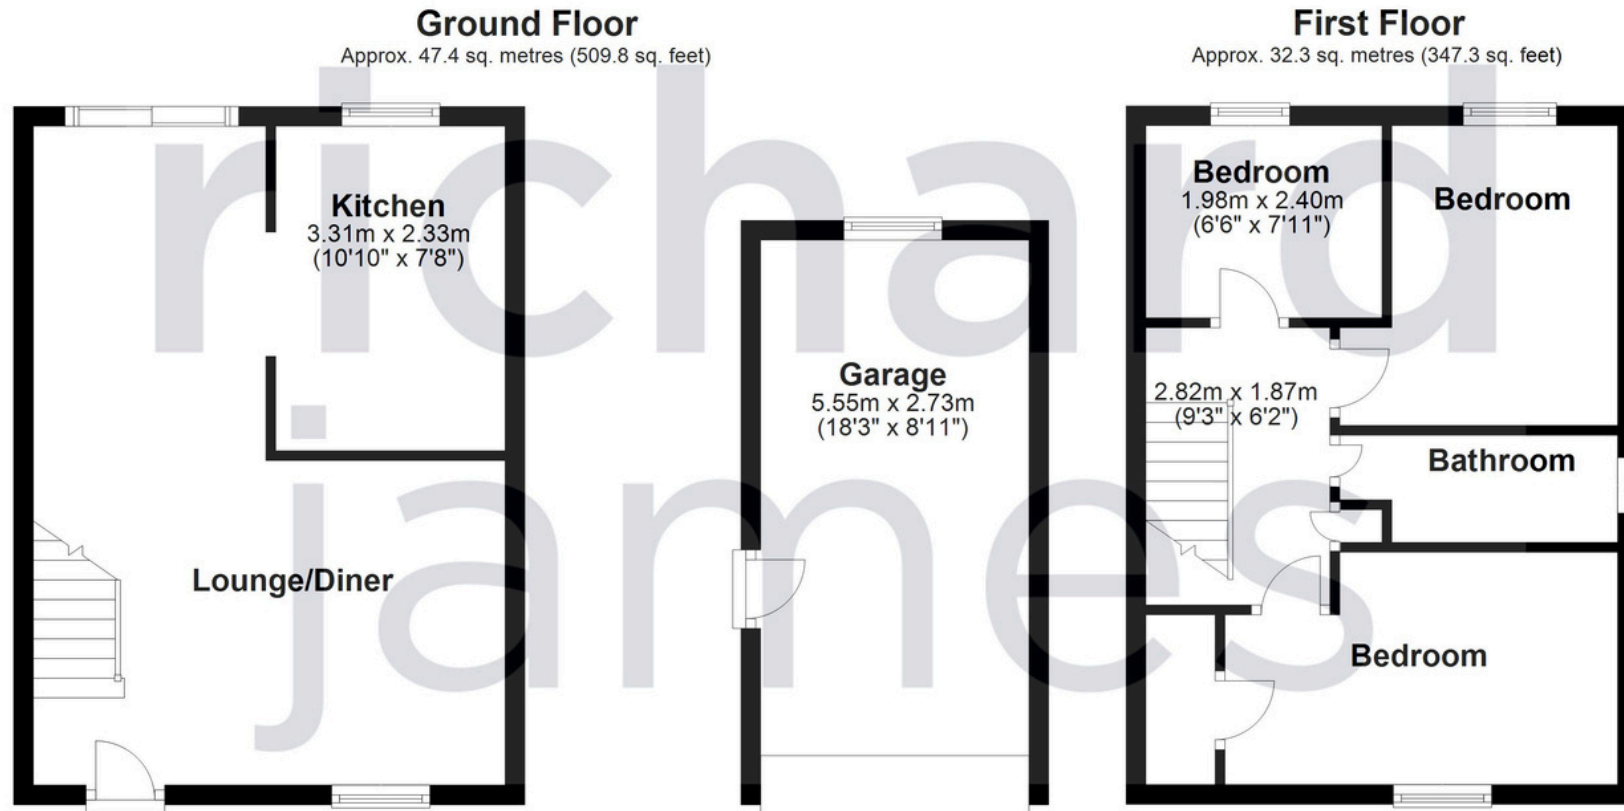 Ground Floor
Approx. 47.4 sq. metres (509.8 sq. feet)
Kitchen
3.31m x 2.33m
(10'10" x 7'8")
Lounge/Diner
Garage
5.55m x 2.73m
(18'3" x 8'11")
First Floor
Approx. 32.3 sq. metres (347.3 sq. feet)
Bedroom
1.98m x 2.40m
(6'6" x 7'11")
Bedroom
2.82m x 1.87m
(9'3" x 6'2")
Bathroom
Bedroom
richard
james